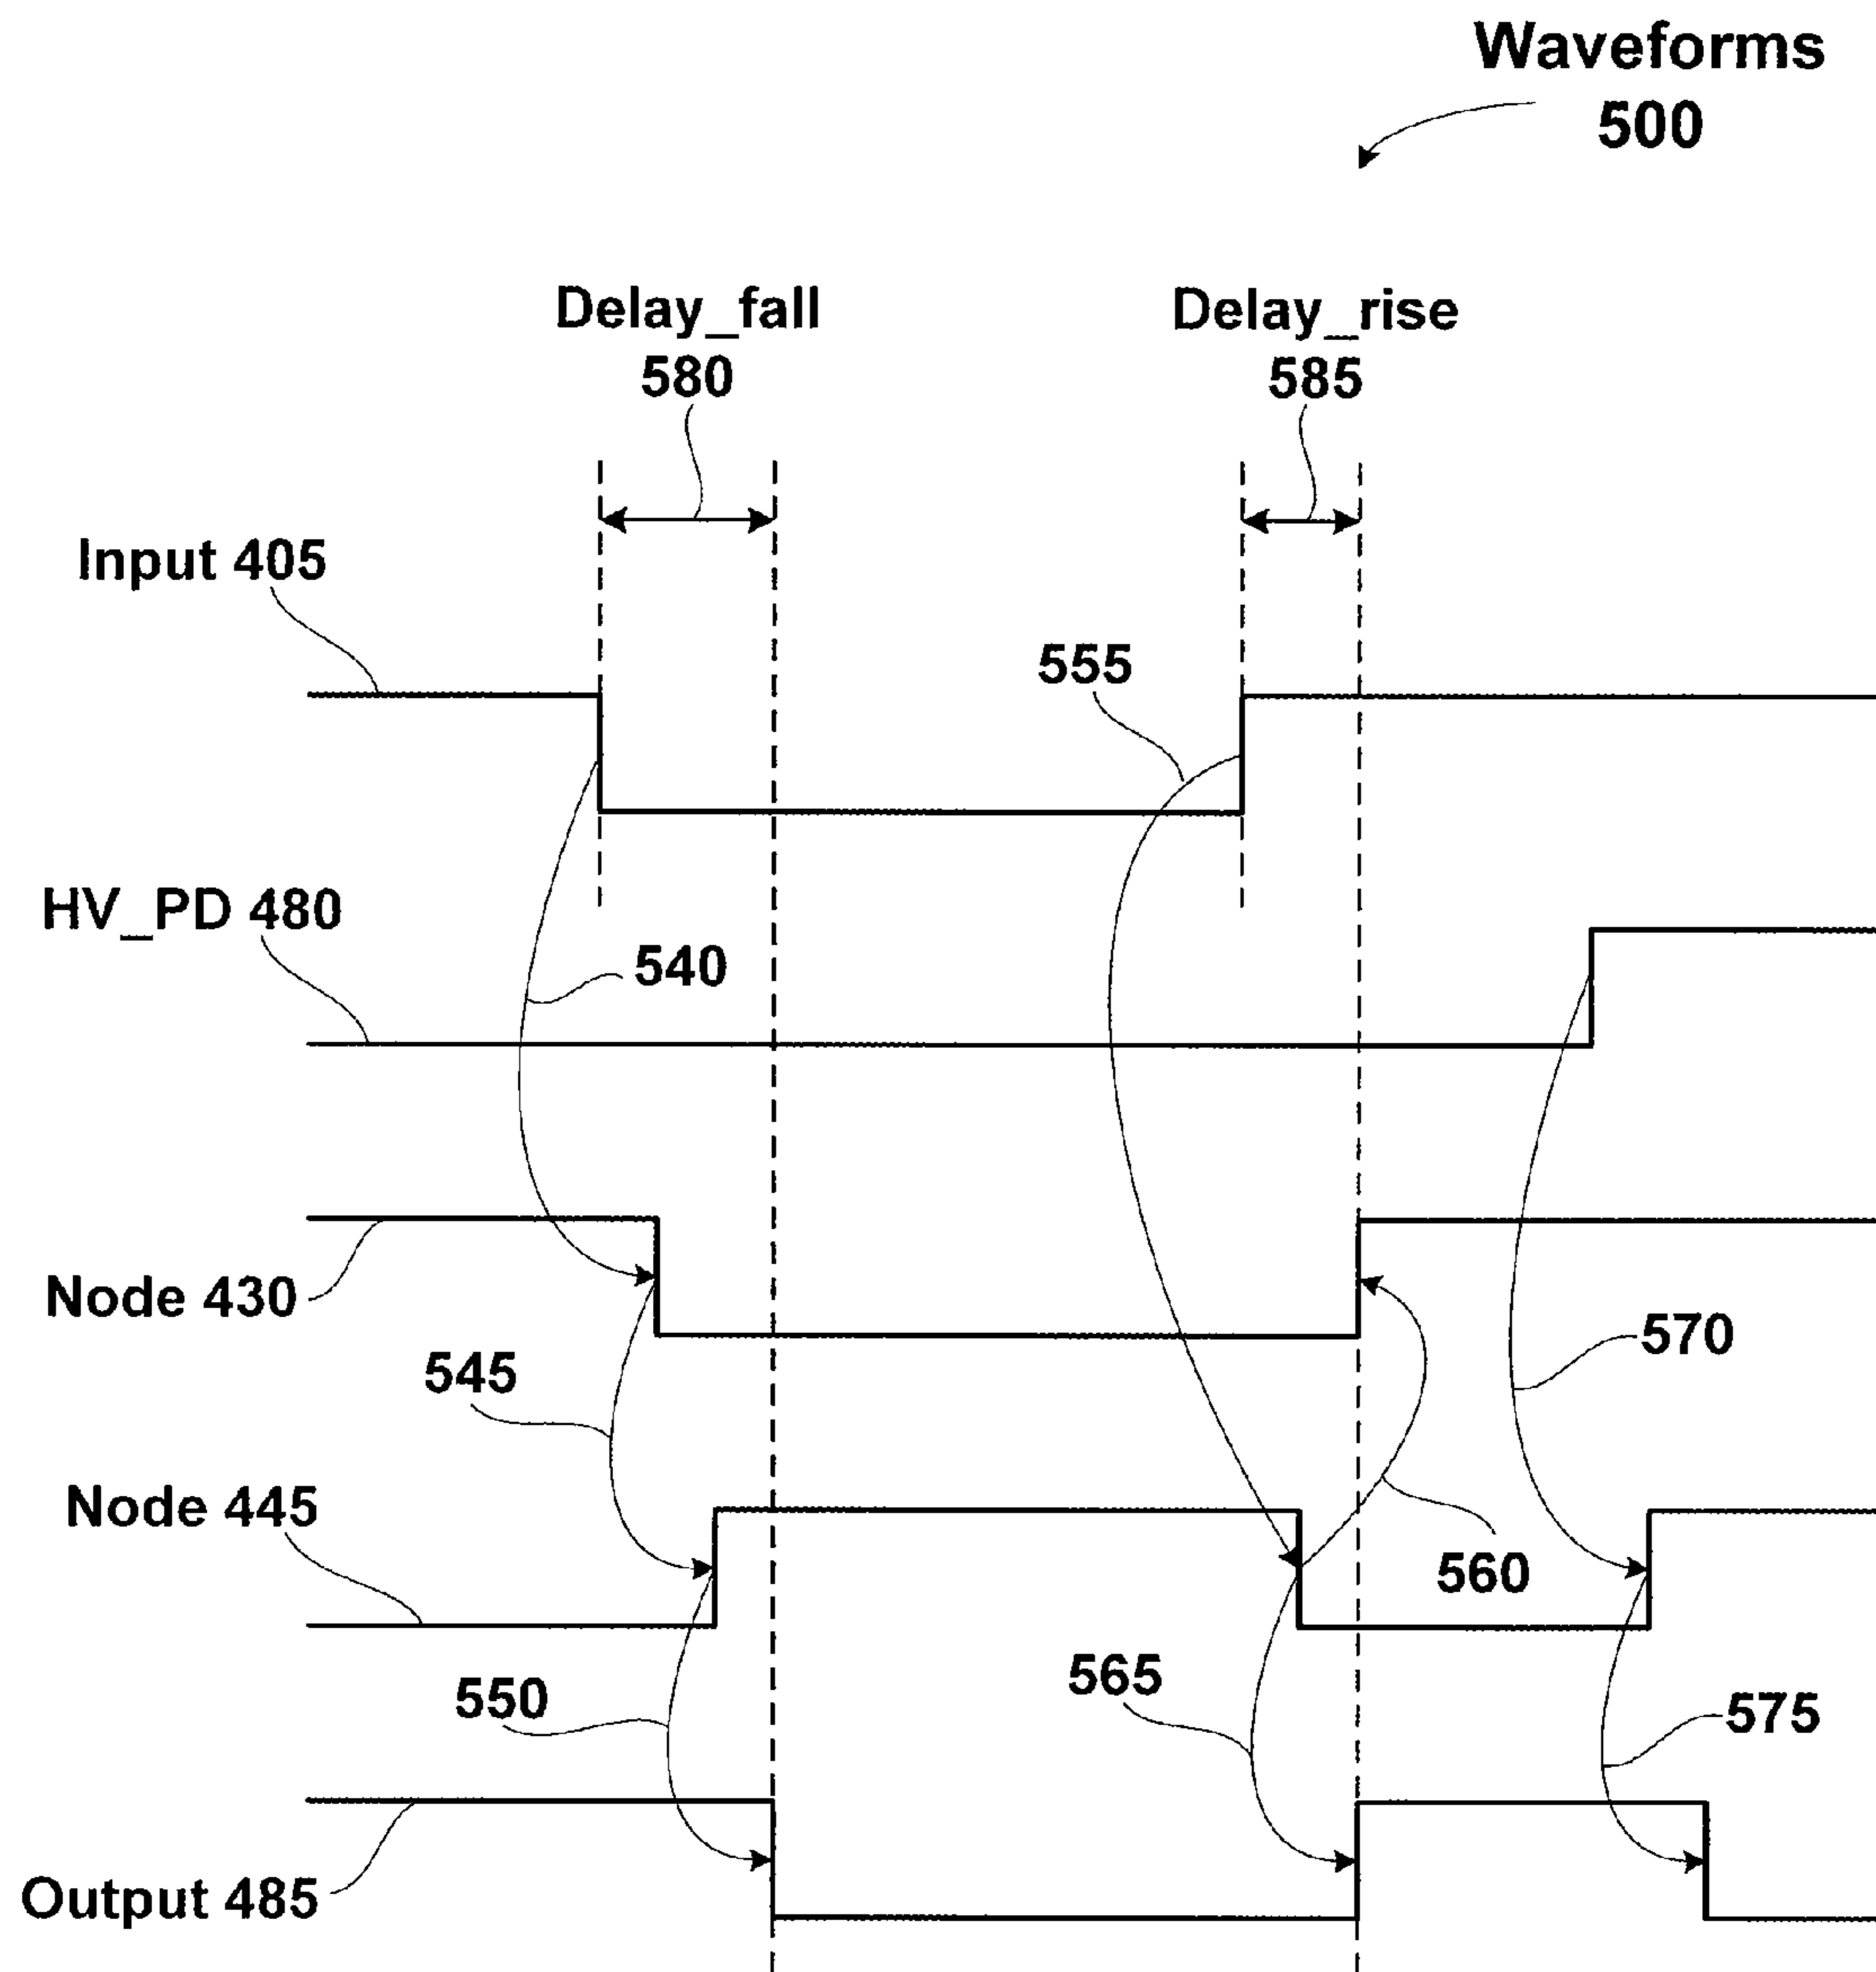 Waveforms
500
Delay_fall
580
Delay_rise
585
Input 405
555
HV_PD 480
540
Node 430
570
545
Node 445
560
550
565
575
Output 485